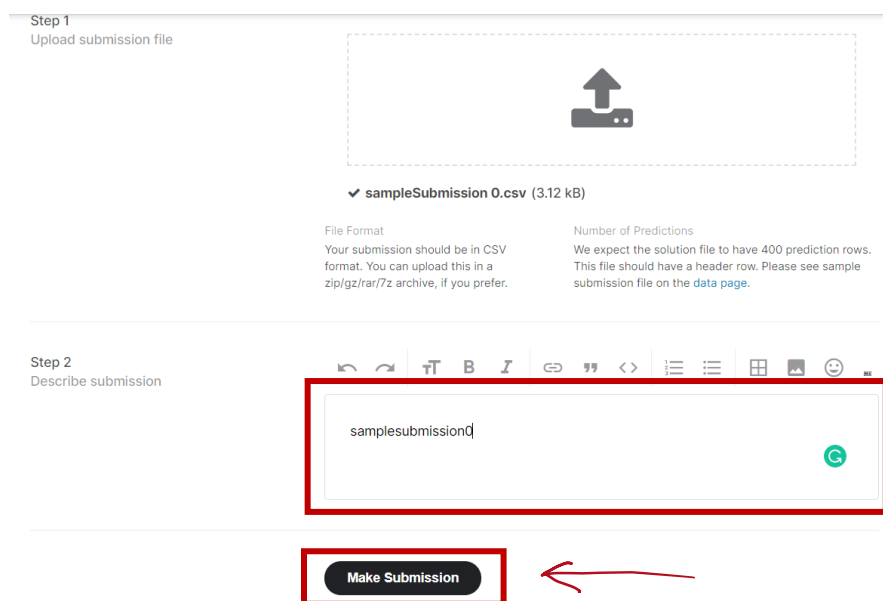 Step 1
Upload submission file
sampleSubmission 0.csv (3.12 kB)
File Format
Your submission should be in CSV
format. You can upload this in a
zip/gz/rar/7z archive, if you prefer.
Number of Predictions
We expect the solution file to have 400 prediction rows.
This file should have a header row. Please see sample
submission file on the data page.
Step 2
Describe submission
samplesubmission0
Make Submission